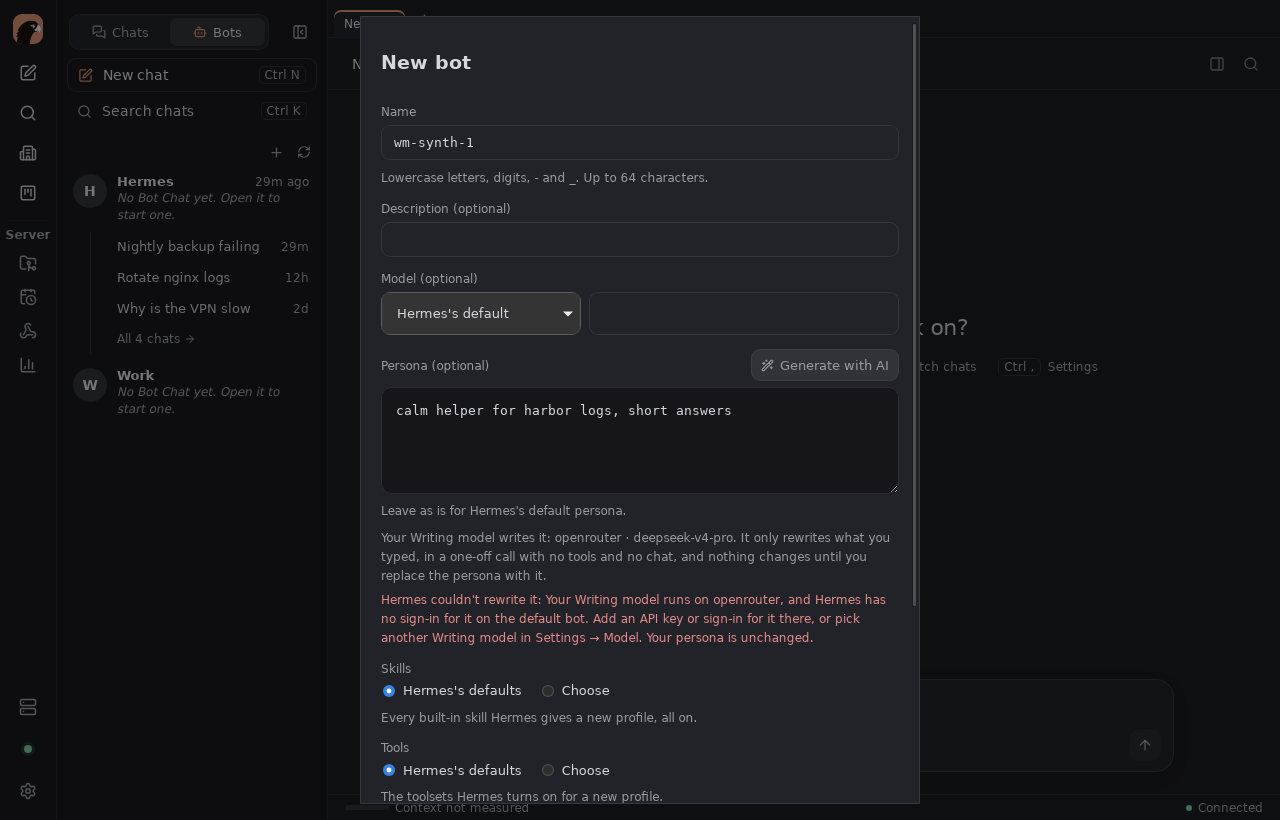 Chats
Bots
New chat
Ctrl N
Search chats
Ctrl K
Server
H
Hermes
29m ago
No Bot Chat yet. Open it to
start one.
Nightly backup failing
29m
Rotate nginx logs
12h
Why is the VPN slow
2d
All 4 chats →
W
Work
No Bot Chat yet. Open it to
start one.
Ne
N
New bot
Name
wm-synth-1
Lowercase letters, digits, - and _. Up to 64 characters.
Description (optional)
Model (optional)
Hermes's default
Persona (optional)
Generate with AI
calm helper for harbor logs, short answers
Leave as is for Hermes's default persona.
Your Writing model writes it: openrouter · deepseek-v4-pro. It only rewrites what you
typed, in a one-off call with no tools and no chat, and nothing changes until you
replace the persona with it.
Hermes couldn't rewrite it: Your Writing model runs on openrouter, and Hermes has
no sign-in for it on the default bot. Add an API key or sign-in for it there, or pick
another Writing model in Settings → Model. Your persona is unchanged.
Skills
Hermes's defaults
Choose
Every built-in skill Hermes gives a new profile, all on.
Tools
Hermes's defaults
Choose
The toolsets Hermes turns on for a new profile.
on?
tch chats
Ctrl ,
Settings
Context not measured
Connected